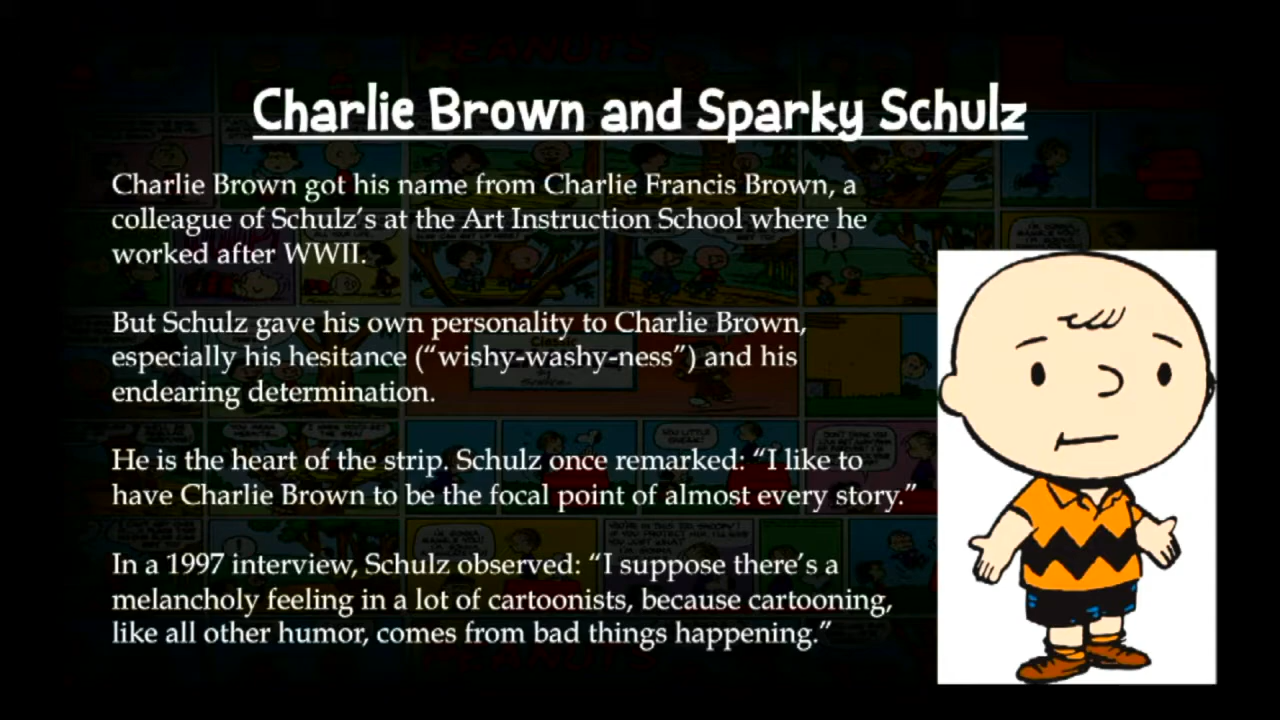 Charlie Brown and Sparky Schulz
Charlie Brown got his name from Charlie Francis Brown, a
colleague of Schulz’s at the Art Instruction School where he
worked after WWII.
But Schulz gave his own personality to Charlie Brown,
especially his hesitance (“wishy-washy-ness”) and his
endearing determination.
He is the heart of the strip. Schulz once remarked: “I like to
have Charlie Brown to be the focal point of almost every story.”
In a 1997 interview, Schulz observed: “I suppose there’s a
melancholy feeling in a lot of cartoonists, because cartooning,
like all other humor, comes from bad things happening.”